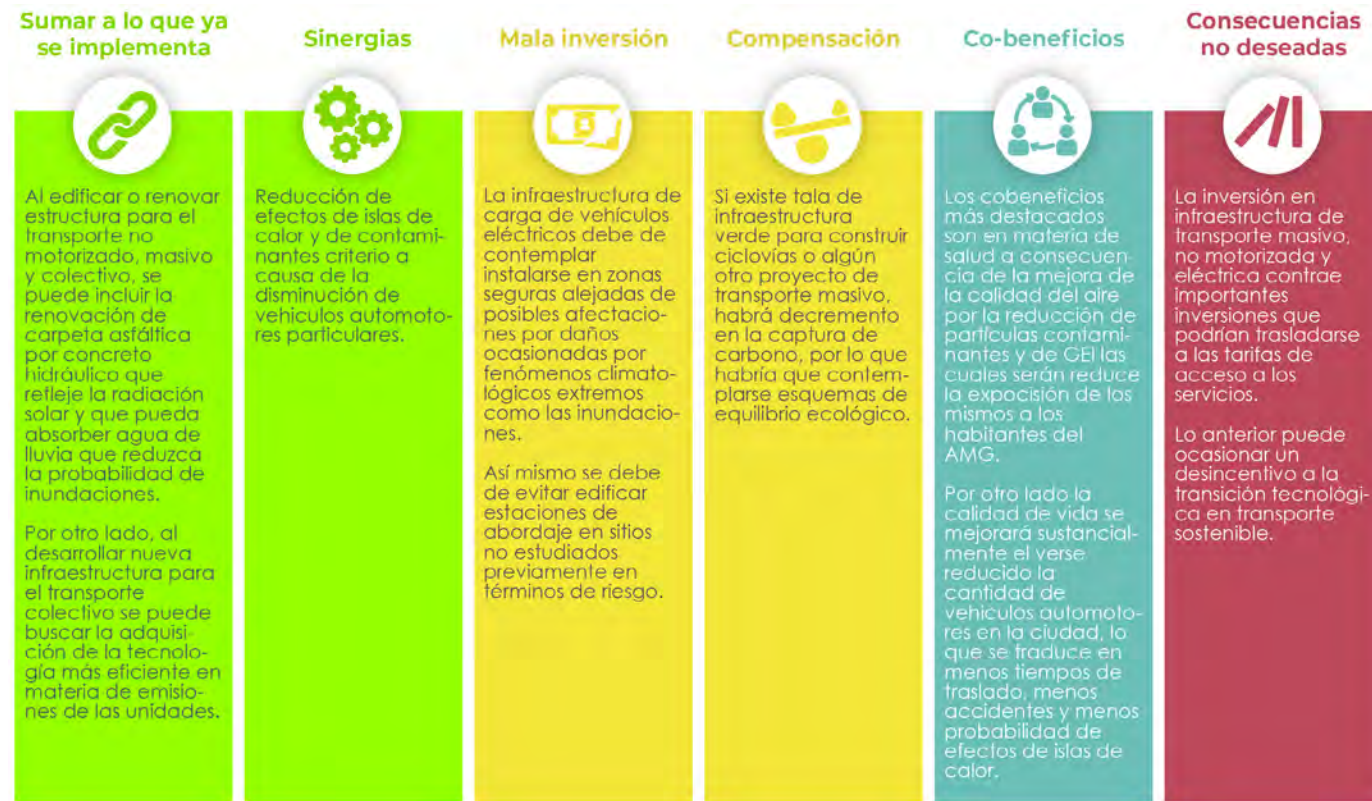 Sumar a lo que ya
se implementa
Al edificar o renovar
estructura para el
transporte no
motorizado, masivo
y colectivo, se
puede incluir la
renovación de
carpeta asfáltica
por concreto
hidráulico que
refleje la radiación
solar y que pueda
absorber agua de
lluvia que reduzca
la probabilidad de
inundaciones.
Por otro lado, al
desarrollar nueva
infraestructura para
el transporte
colectivo se puede
buscar la adquisi-
ción de la tecnolo-
gía más eficiente en
materia de emisio-
nes de las unidades.
Sinergias
Reducción de
efectos de islas de
calor y de contami-
nantes criterio a
causa de la
disminución de
vehiculos automoto-
res particulares.
Mala inversión
La infraestructura de
carga de vehículos
eléctricos debe de
contemplar
instalarse en zonas
seguras alejadas de
posibles afectacio-
nes por daños
ocasionadas por
fenómenos climato-
lógicos extremos
como las inundacio-
nes.
Así mismo se debe
de evitar edificar
estaciones de
abordaje en sitios
no estudiados
previamente en
términos de riesgo.
Compensación
Si existe tala de
infraestructura
verde para construir
ciclovías o algún
otro proyecto de
transporte masivo,
habrá decremento
en la captura de
carbono, por lo que
habría que contem-
plarse esquemas de
equilibrio ecológico.
Co-beneficios
Los cobeneficios
más destacados
son en materia de
salud a consecuen-
cia de la mejora de
la calidad del aire
por la reducción de
partículas contami-
nantes y de GEI las
cuales serán reduce
la expocisión de los
mismos a los
habitantes del
AMG.
Por otro lado la
calidad de vida se
mejorará sustancial-
mente el verse
reducido la
cantidad de
vehiculos automoto-
res en la ciudad, lo
que se traduce en
menos tiempos de
traslado, menos
accidentes y menos
probabilidad de
efectos de islas de
calor.
Consecuencias
no deseadas
La inversión en
infraestructura de
transporte masivo,
no motorizada y
eléctrica contrae
importantes
inversiones que
podrían trasladarse
a las tarifas de
acceso a los
servicios.
Lo anterior puede
ocasionar un
desincentivo a la
transición tecnológi-
ca en transporte
sostenible.